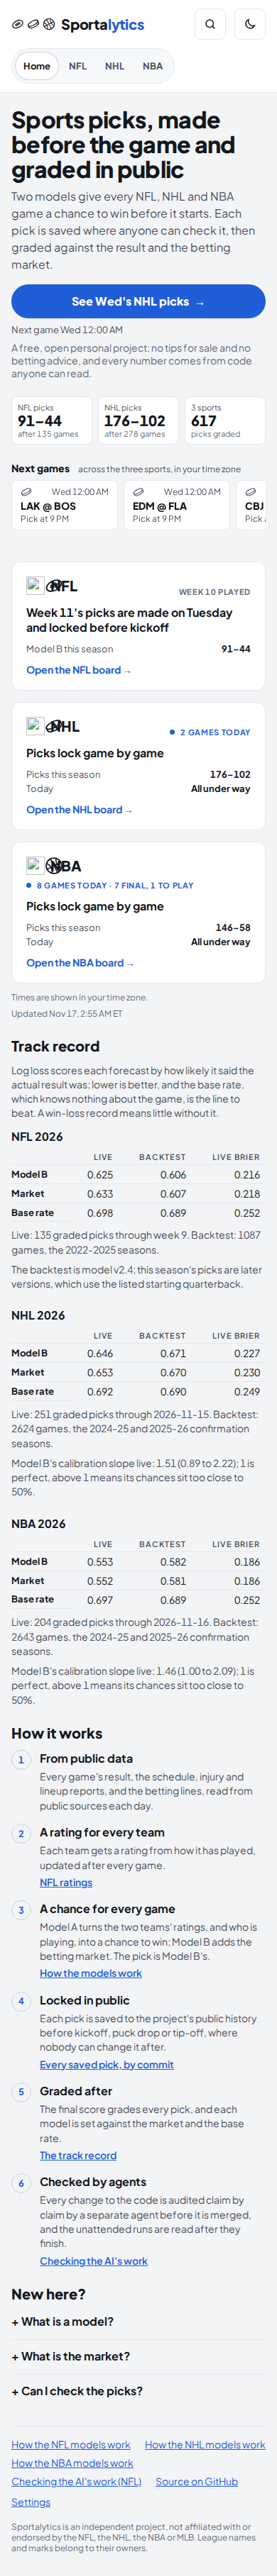 Sportalytics
Home NFL NHL NBA
Sports picks, made
before the game and
graded in public
Two models give every NFL, NHL and NBA
game a chance to win before it starts. Each
pick is saved where anyone can check it, then
graded against the result and the betting
market.
See Wed's NHL picks →
Next game Wed 12:00 AM
A free, open personal project: no tips for sale and no
betting advice, and every number comes from code
anyone can read.
NFL picks
91–44
after 135 games
NHL picks
176–102
after 278 games
3 sports
617
picks graded
Next games across the three sports, in your time zone
Wed 12:00 AM
LAK @ BOS
Pick at 9 PM
Wed 12:00 AM
EDM @ FLA
Pick at 9 PM
CBJ
Pick a
NFL
WEEK 10 PLAYED
Week 11's picks are made on Tuesday
and locked before kickoff
Model B this season 91–44
Open the NFL board →
NHL
2 GAMES TODAY
Picks lock game by game
Picks this season 176–102
Today All under way
Open the NHL board →
NBA
8 GAMES TODAY · 7 FINAL, 1 TO PLAY
Picks lock game by game
Picks this season 146–58
Today All under way
Open the NBA board →
Times are shown in your time zone.
Updated Nov 17, 2:55 AM ET
Track record
Log loss scores each forecast by how likely it said the
actual result was; lower is better, and the base rate,
which knows nothing about the game, is the line to
beat. A win-loss record means little without it.
NFL 2026
LIVE BACKTEST LIVE BRIER
Model B 0.625 0.606 0.216
Market 0.633 0.607 0.218
Base rate 0.698 0.689 0.252
Live: 135 graded picks through week 9. Backtest: 1087
games, the 2022-2025 seasons.
The backtest is model v2.4; this season's picks are later
versions, which use the listed starting quarterback.
NHL 2026
LIVE BACKTEST LIVE BRIER
Model B 0.646 0.671 0.227
Market 0.653 0.670 0.230
Base rate 0.692 0.690 0.249
Live: 251 graded picks through 2026-11-15. Backtest:
2624 games, the 2024-25 and 2025-26 confirmation
seasons.
Model B's calibration slope live: 1.51 (0.89 to 2.22); 1 is
perfect, above 1 means its chances sit too close to
50%.
NBA 2026
LIVE BACKTEST LIVE BRIER
Model B 0.553 0.582 0.186
Market 0.552 0.581 0.186
Base rate 0.697 0.689 0.252
Live: 204 graded picks through 2026-11-16. Backtest:
2643 games, the 2024-25 and 2025-26 confirmation
seasons.
Model B's calibration slope live: 1.46 (1.00 to 2.09); 1 is
perfect, above 1 means its chances sit too close to
50%.
How it works
1 From public data
Every game's result, the schedule, injury and
lineup reports, and the betting lines, read from
public sources each day.
2 A rating for every team
Each team gets a rating from how it has played,
updated after every game.
NFL ratings
3 A chance for every game
Model A turns the two teams' ratings, and who is
playing, into a chance to win; Model B adds the
betting market. The pick is Model B's.
How the models work
4 Locked in public
Each pick is saved to the project's public history
before kickoff, puck drop or tip-off, where
nobody can change it after.
Every saved pick, by commit
5 Graded after
The final score grades every pick, and each
model is set against the market and the base
rate.
The track record
6 Checked by agents
Every change to the code is audited claim by
claim by a separate agent before it is merged,
and the unattended runs are read after they
finish.
Checking the AI's work
New here?
+ What is a model?
+ What is the market?
+ Can I check the picks?
How the NFL models work How the NHL models work
How the NBA models work
Checking the AI's work (NFL) Source on GitHub
Settings
Sportalytics is an independent project, not affiliated with or
endorsed by the NFL, the NHL, the NBA or MLB. League names
and marks belong to their owners.